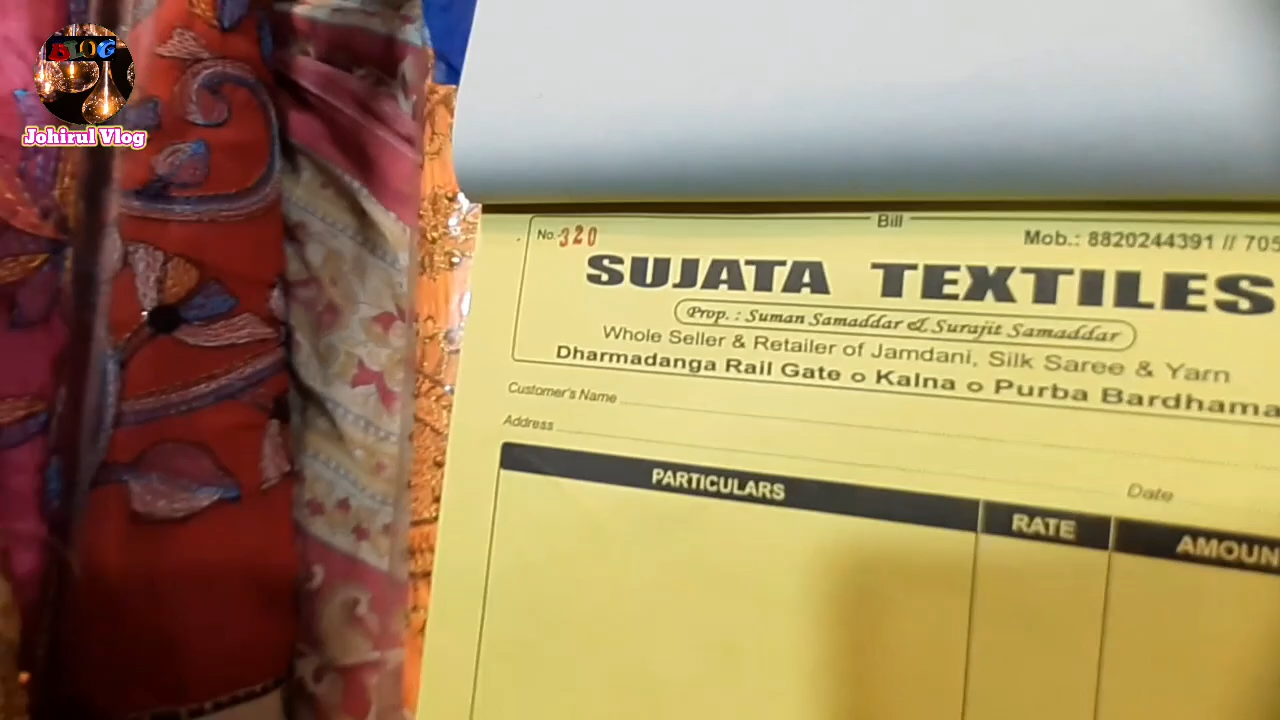 BLOG
Johirul Vlog
Bill
No.- 320
Mob.: 8820244391 // 705
SUJATA TEXTILES
Prop. : Suman Samaddar & Surajit Samaddar
Whole Seller & Retailer of Jamdani, Silk Saree & Yarn
Dharmadanga Rail Gate o Kalna o Purba Bardhama
Customer's Name
Address
Date
PARTICULARS
RATE
AMOUN